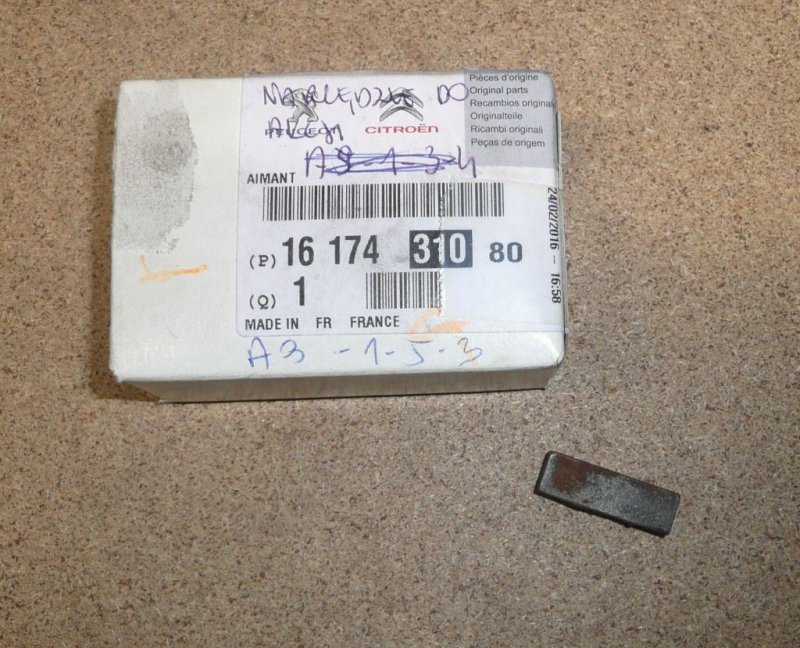 Pièces d'origine
Original parts
Recambios original
Originalteile
Ricambi originali
Peças de origem
DO
PEUGEOT CITROËN
AIMANT
(P) 16 174 310 80
(Q) 1
MADE IN FR FRANCE
24/02/2016 - 16:58
A3 -1-5-3